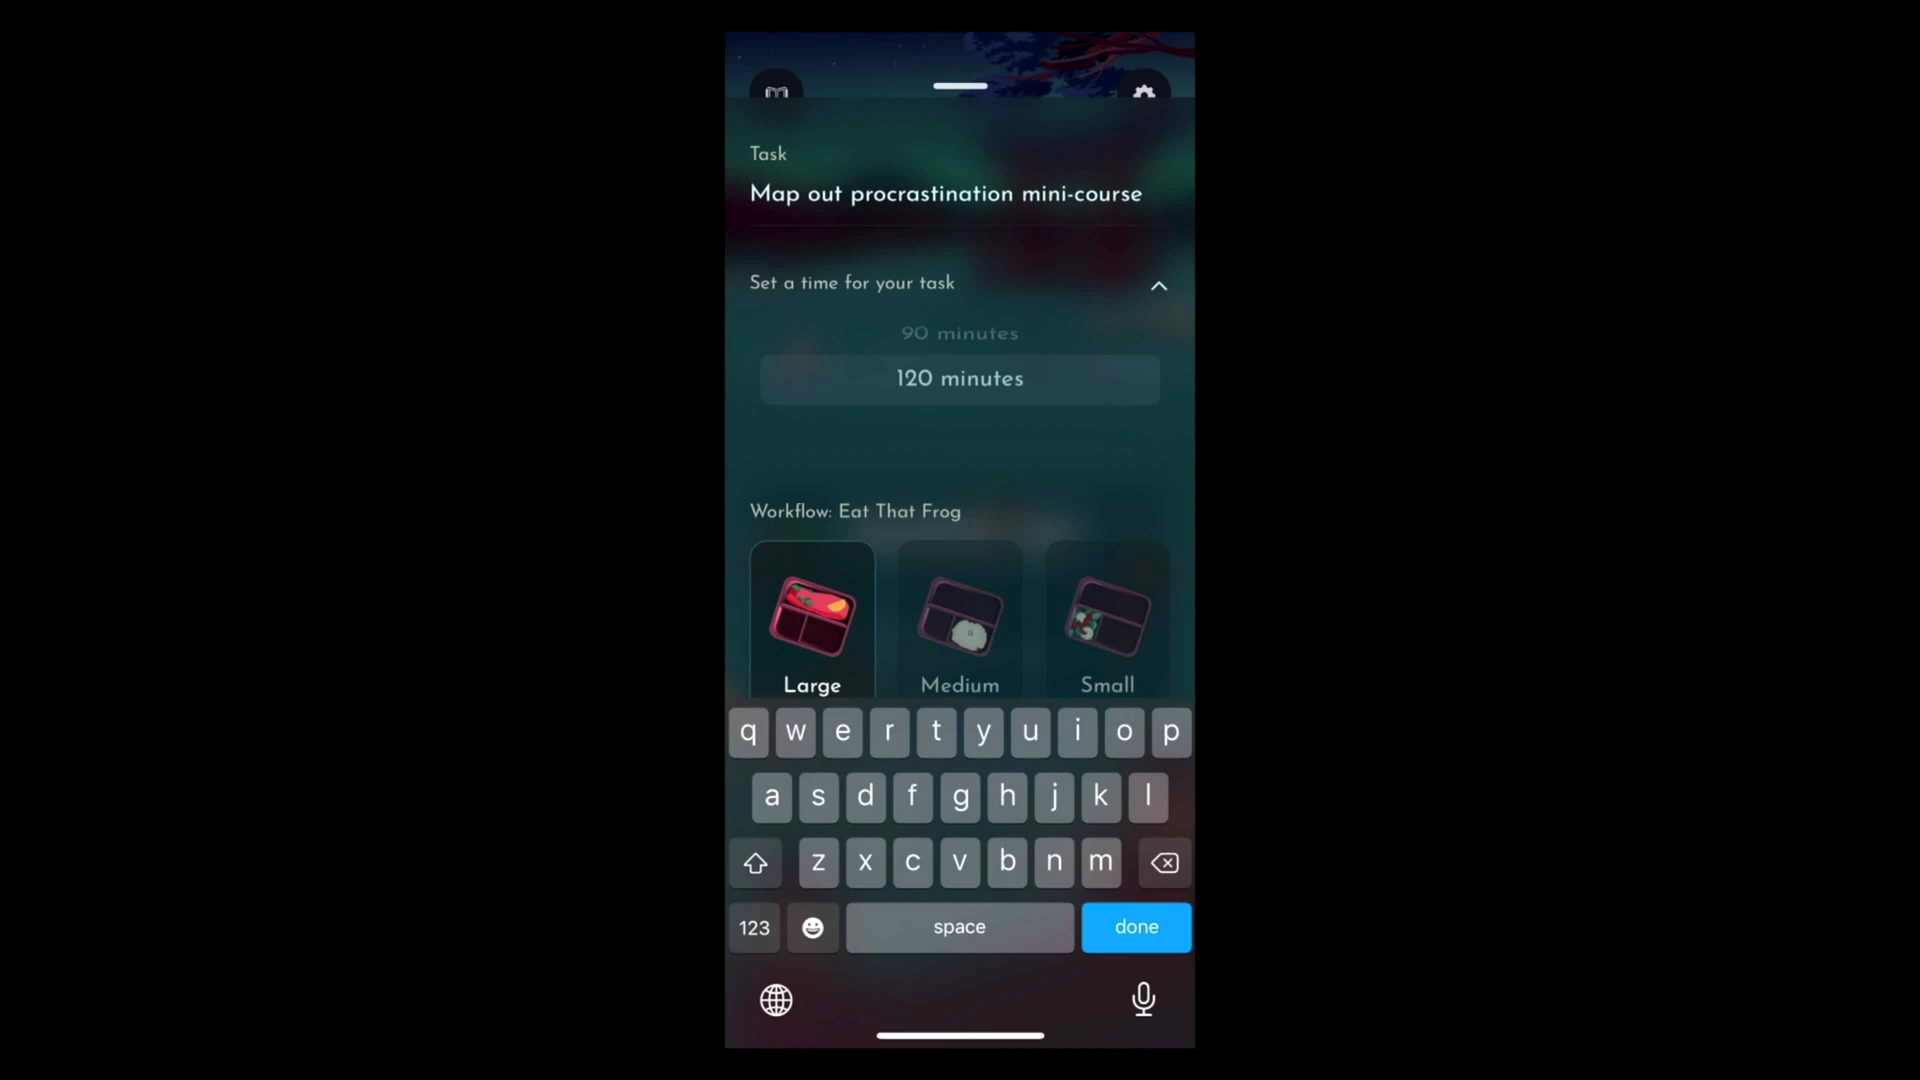 Task
Map out procrastination mini-course
Set a time for your task
90 minutes
120 minutes
Workflow: Eat That Frog
Large Medium Small
q w e r t y u i o p
a s d f g h j k l
z x c v b n m
123 space done